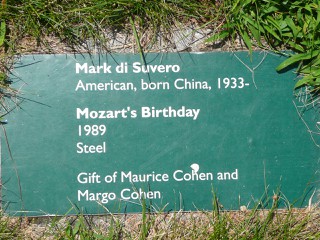 Mark di Suvero
American, born China, 1933-
Mozart's Birthday
1989
Steel
Gift of Maurice Cohen and
Margo Cohen